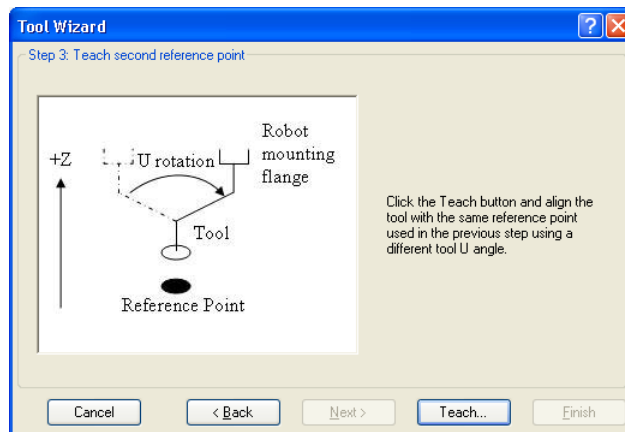 Tool Wizard
Step 3: Teach second reference point
+Z
U rotation
Robot
mounting
flange
Tool
Reference Point
Click the Teach button and align the
tool with the same reference point
used in the previous step using a
different tool U angle.
Cancel
< Back
Next >
Teach...
Finish